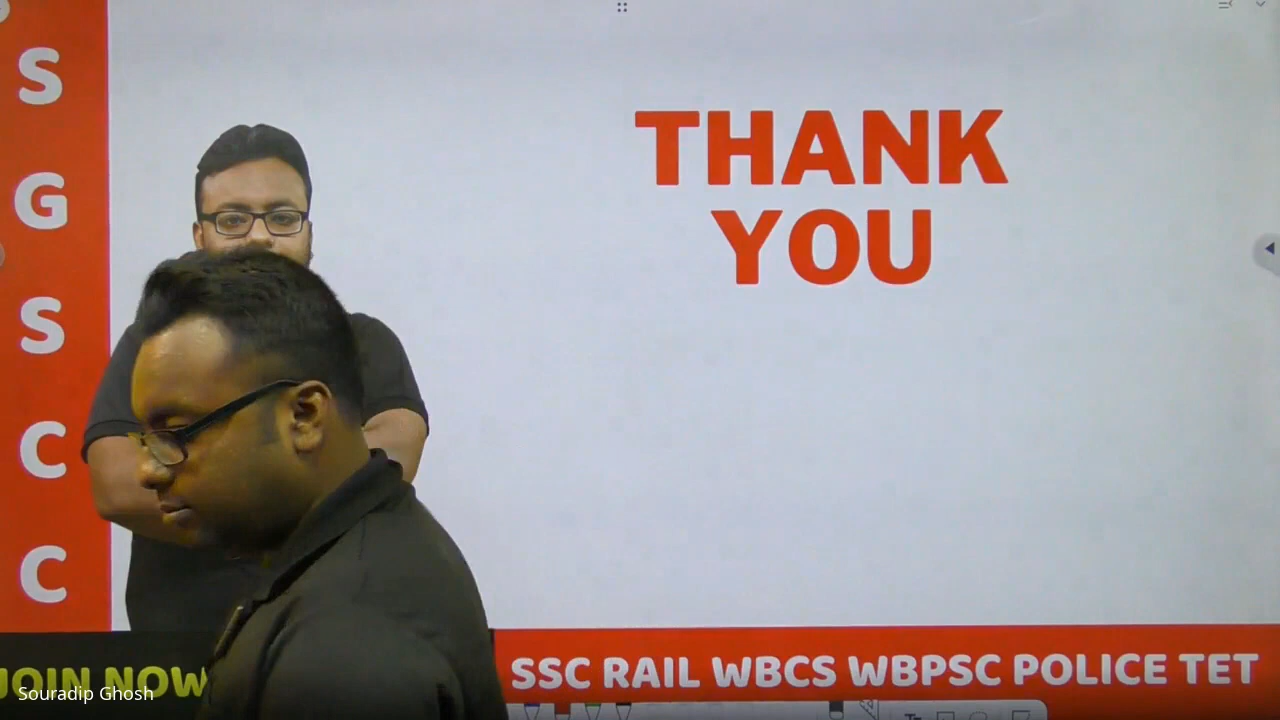 S
G
S
C
C
THANK
YOU
JOIN NOW
SSC RAIL WBCS WBPSC POLICE TET
Souradip Ghosh